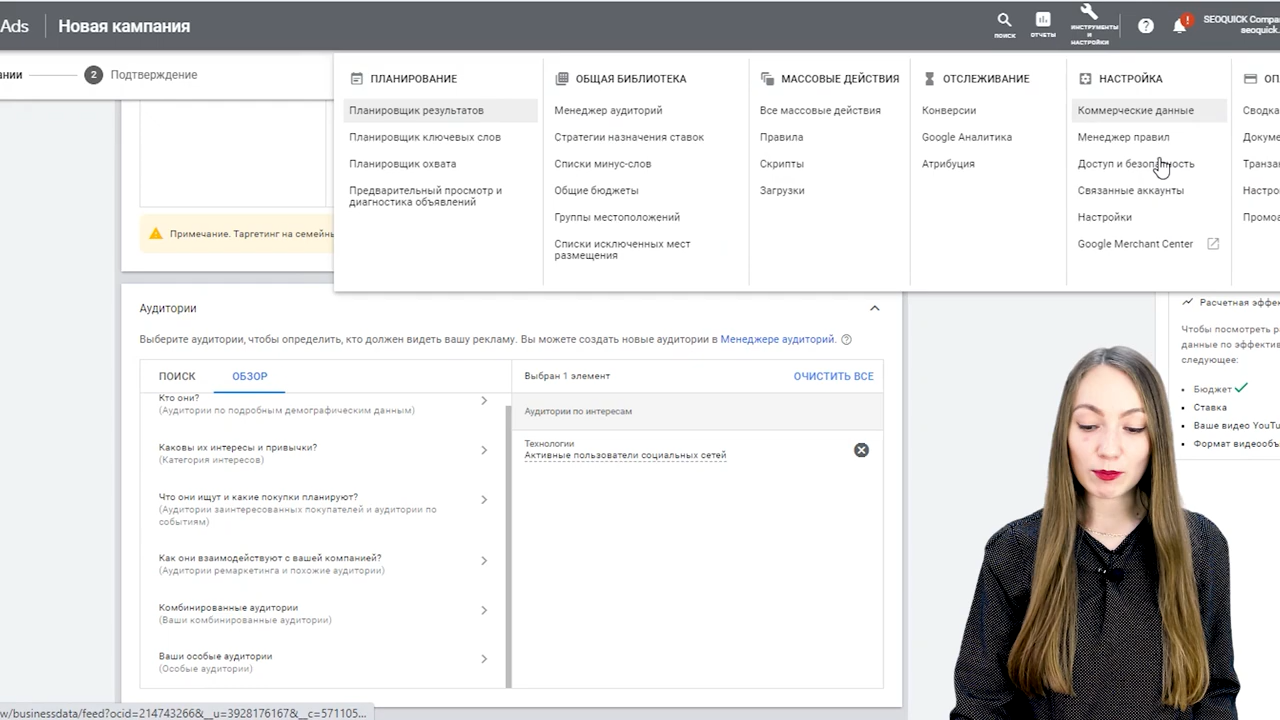 Ads
Новая кампания
ПОИСК
ОТЧЕТЫ
ИНСТРУМЕНТЫ
И
НАСТРОЙКИ
?
!
SEOQUICK Compa
seoquick.
нии
2
Подтверждение
ПЛАНИРОВАНИЕ
Планировщик результатов
Планировщик ключевых слов
Планировщик охвата
Предварительный просмотр и
диагностика объявлений
ОБЩАЯ БИБЛИОТЕКА
Менеджер аудиторий
Стратегии назначения ставок
Списки минус-слов
Общие бюджеты
Группы местоположений
Списки исключенных мест
размещения
МАССОВЫЕ ДЕЙСТВИЯ
Все массовые действия
Правила
Скрипты
Загрузки
ОТСЛЕЖИВАНИЕ
Конверсии
Google Аналитика
Атрибуция
НАСТРОЙКА
Коммерческие данные
Менеджер правил
Доступ и безопасность
Связанные аккаунты
Настройки
Google Merchant Center
ОП
Сводка
Докуме
Транза
Настро
Промо
Примечание. Таргетинг на семейны
Аудитории
Выберите аудитории, чтобы определить, кто должен видеть вашу рекламу. Вы можете создать новые аудитории в Менеджере аудиторий. ?
ПОИСК
ОБЗОР
Кто они?
(Аудитории по подробным демографическим данным)
Каковы их интересы и привычки?
(Категория интересов)
Что они ищут и какие покупки планируют?
(Аудитории заинтересованных покупателей и аудитории по
событиям)
Как они взаимодействуют с вашей компанией?
(Аудитории ремаркетинга и похожие аудитории)
Комбинированные аудитории
(Ваши комбинированные аудитории)
Ваши особые аудитории
(Особые аудитории)
Выбран 1 элемент
ОЧИСТИТЬ ВСЕ
Аудитории по интересам
Технологии
Активные пользователи социальных сетей
Расчетная эффек
Чтобы посмотреть р
данные по эффектив
следующее:
Бюджет
Ставка
Ваше видео YouTu
Формат видеообъ
w/businessdata/feed?ocid=214743266&__u=3928176167&__c=571105...